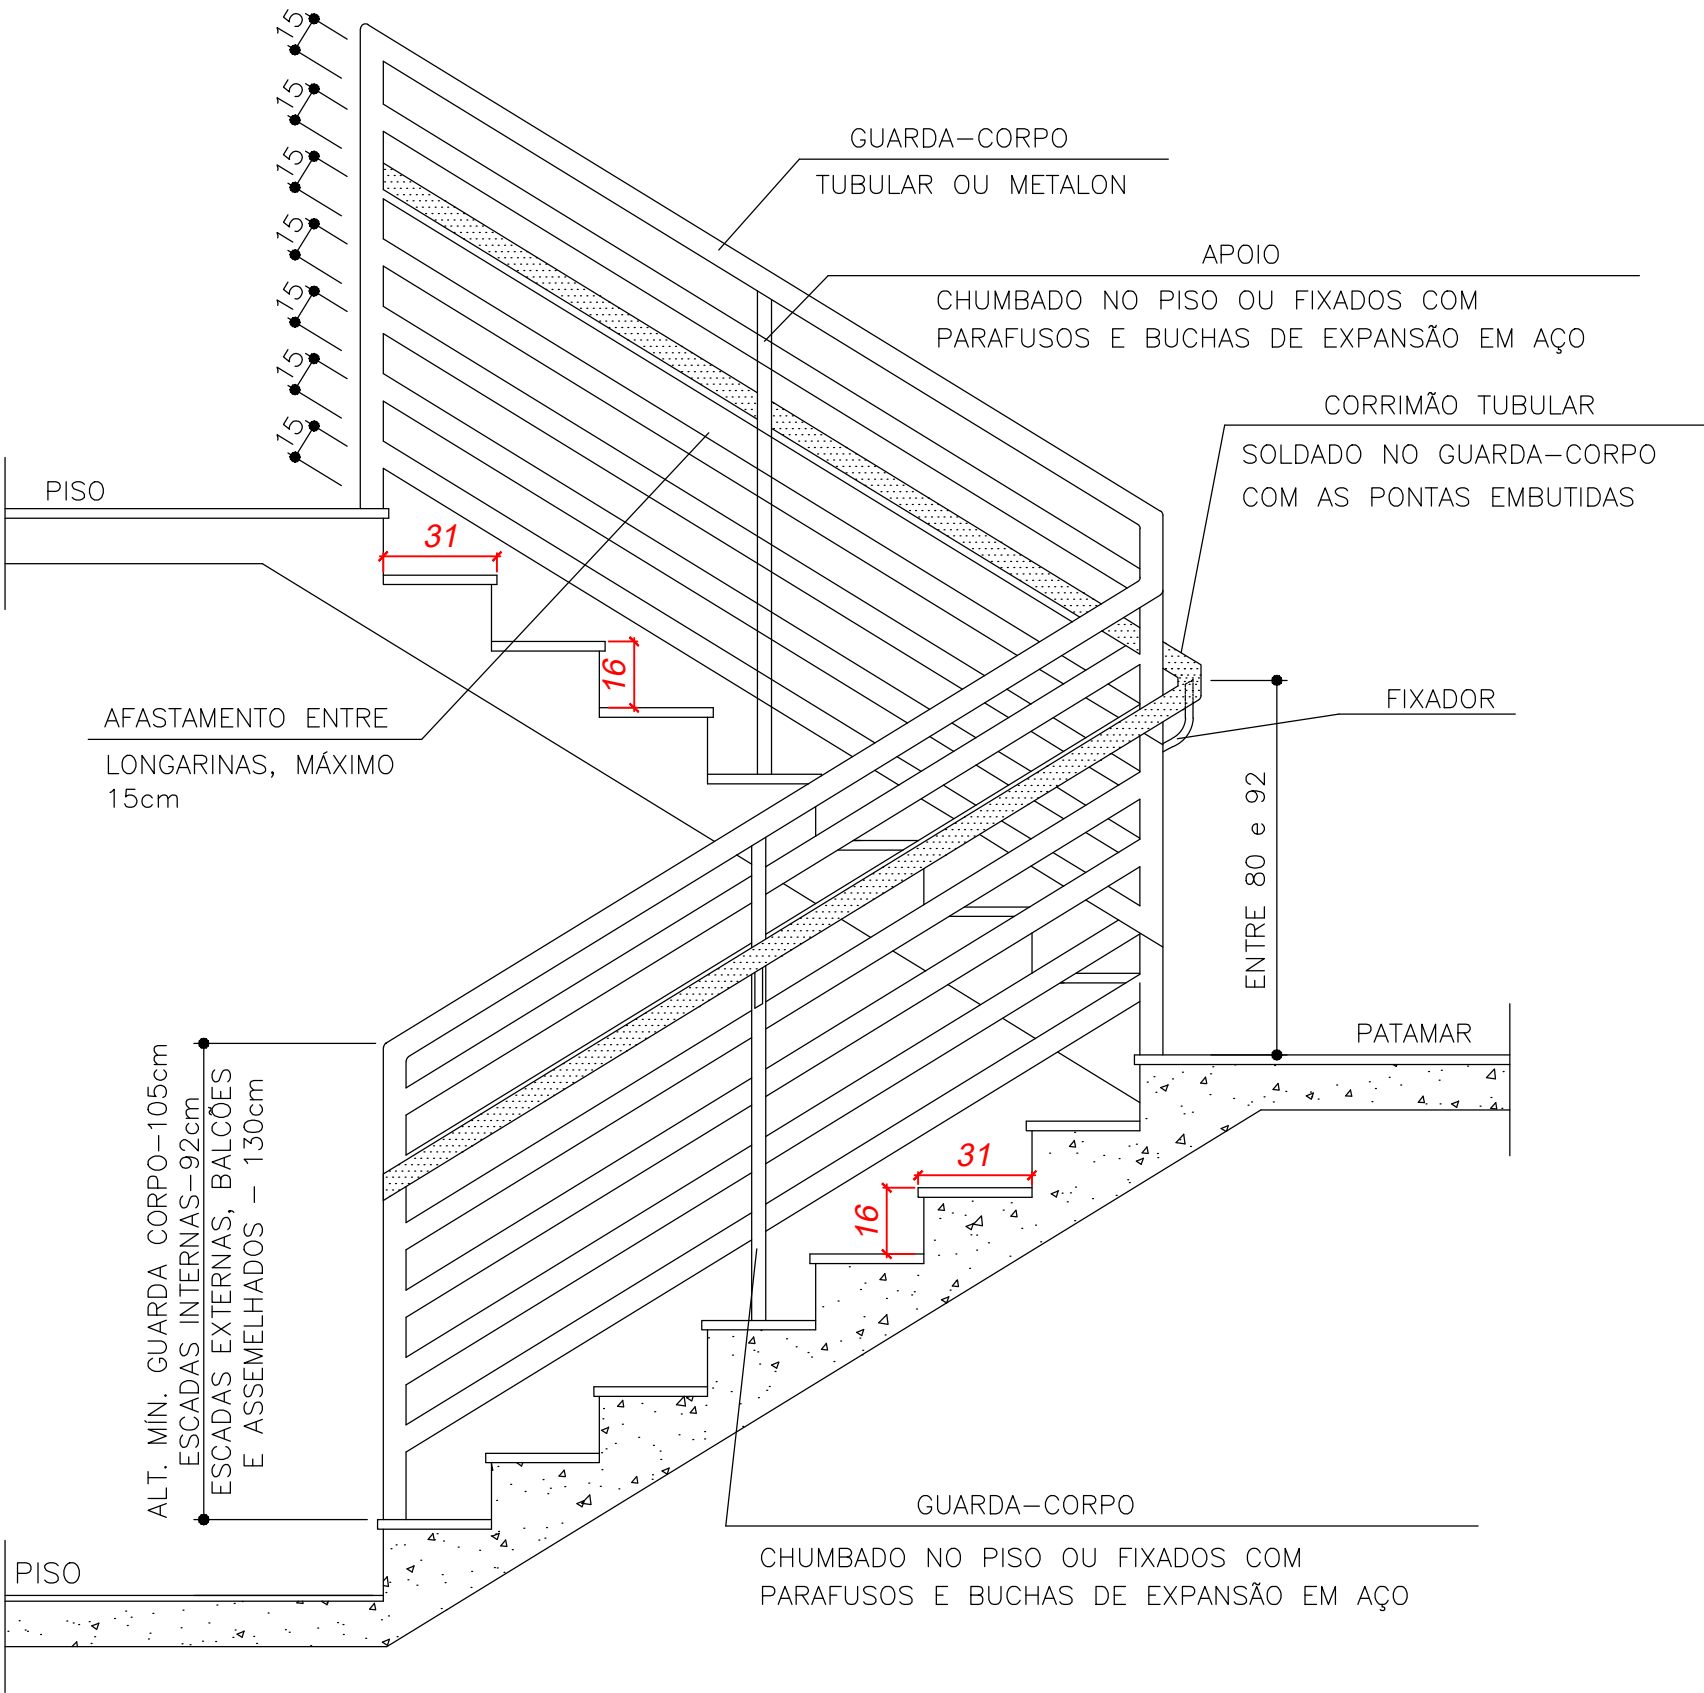 15
15
15
15
15
15
15
GUARDA-CORPO
TUBULAR OU METALON
APOIO
CHUMBADO NO PISO OU FIXADOS COM
PARAFUSOS E BUCHAS DE EXPANSÃO EM AÇO
CORRIMÃO TUBULAR
SOLDADO NO GUARDA-CORPO
COM AS PONTAS EMBUTIDAS
PISO
31
16
AFASTAMENTO ENTRE
LONGARINAS, MÁXIMO
15cm
FIXADOR
ENTRE 80 e 92
PATAMAR
ALT. MÍN. GUARDA CORPO-105cm
ESCADAS INTERNAS-92cm
ESCADAS EXTERNAS, BALCÕES
E ASSEMELHADOS - 130cm
31
16
GUARDA-CORPO
CHUMBADO NO PISO OU FIXADOS COM
PARAFUSOS E BUCHAS DE EXPANSÃO EM AÇO
PISO